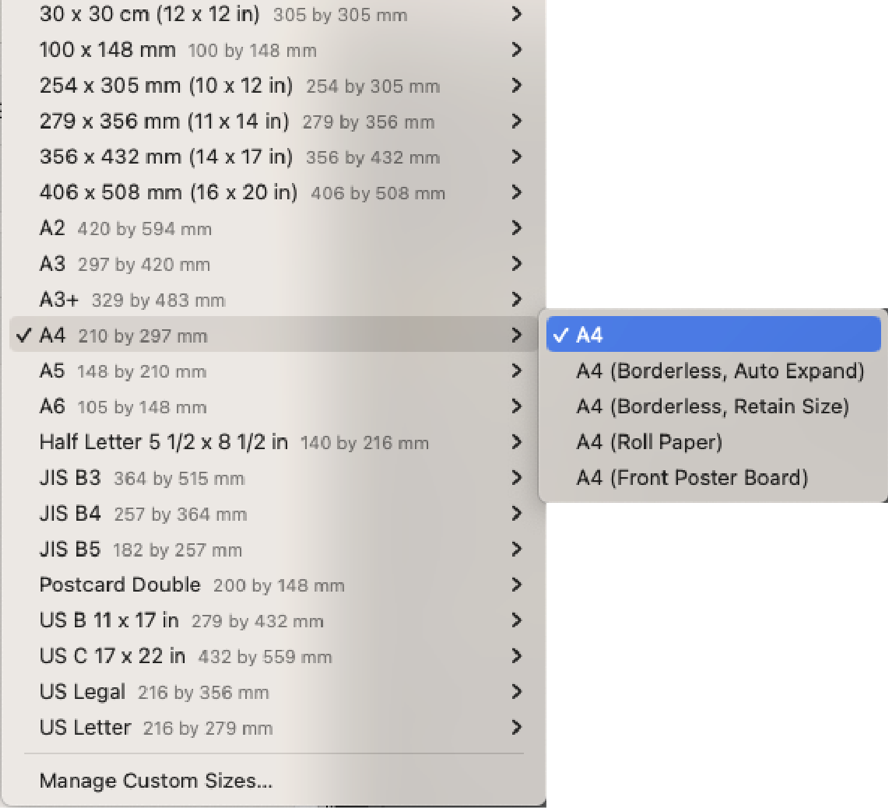 30 x 30 cm (12 x 12 in) 305 by 305 mm
100 x 148 mm 100 by 148 mm
254 x 305 mm (10 x 12 in) 254 by 305 mm
279 x 356 mm (11 x 14 in) 279 by 356 mm
356 x 432 mm (14 x 17 in) 356 by 432 mm
406 x 508 mm (16 x 20 in) 406 by 508 mm
A2 420 by 594 mm
A3 297 by 420 mm
A3+ 329 by 483 mm
✓ A4 210 by 297 mm
A5 148 by 210 mm
A6 105 by 148 mm
Half Letter 5 1/2 x 8 1/2 in 140 by 216 mm
JIS B3 364 by 515 mm
JIS B4 257 by 364 mm
JIS B5 182 by 257 mm
Postcard Double 200 by 148 mm
US B 11 x 17 in 279 by 432 mm
US C 17 x 22 in 432 by 559 mm
US Legal 216 by 356 mm
US Letter 216 by 279 mm
Manage Custom Sizes...
✓ A4
A4 (Borderless, Auto Expand)
A4 (Borderless, Retain Size)
A4 (Roll Paper)
A4 (Front Poster Board)